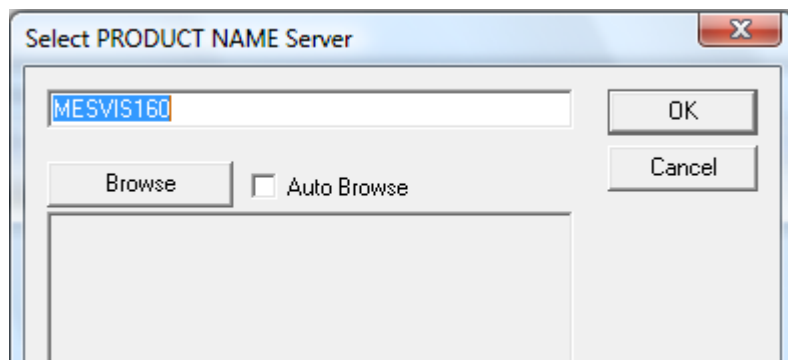 Select PRODUCT NAME Server
MESVIS160
OK
Browse
Auto Browse
Cancel